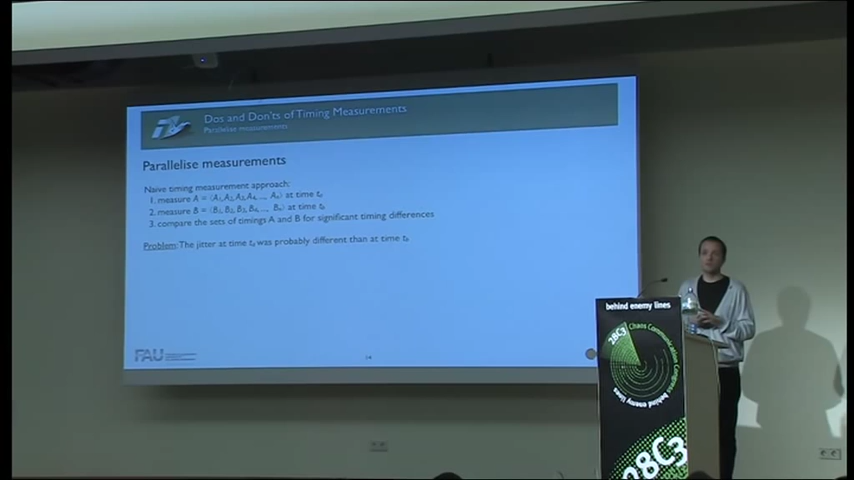 Dos and Don'ts of Timing Measurements
Parallelise measurements
Parallelise measurements
Naive timing measurement approach:
1. measure A = (A₁,A₂,A₃,A₄,..., Aₙ) at time tₐ
2. measure B = (B₁,B₂,B₃,B₄,..., Bₙ) at time t_b
3. compare the sets of timings A and B for significant timing differences
Problem: The jitter at time tₐ was probably different than at time t_b
FAU
14
behind enemy lines
28C3
Chaos Communication Congress
behind enemy lines
28C3